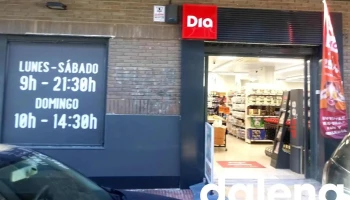 LUNES-SÁBADO
9h - 21:30h
DOMINGO
10h - 14:30h
Dia
dalena